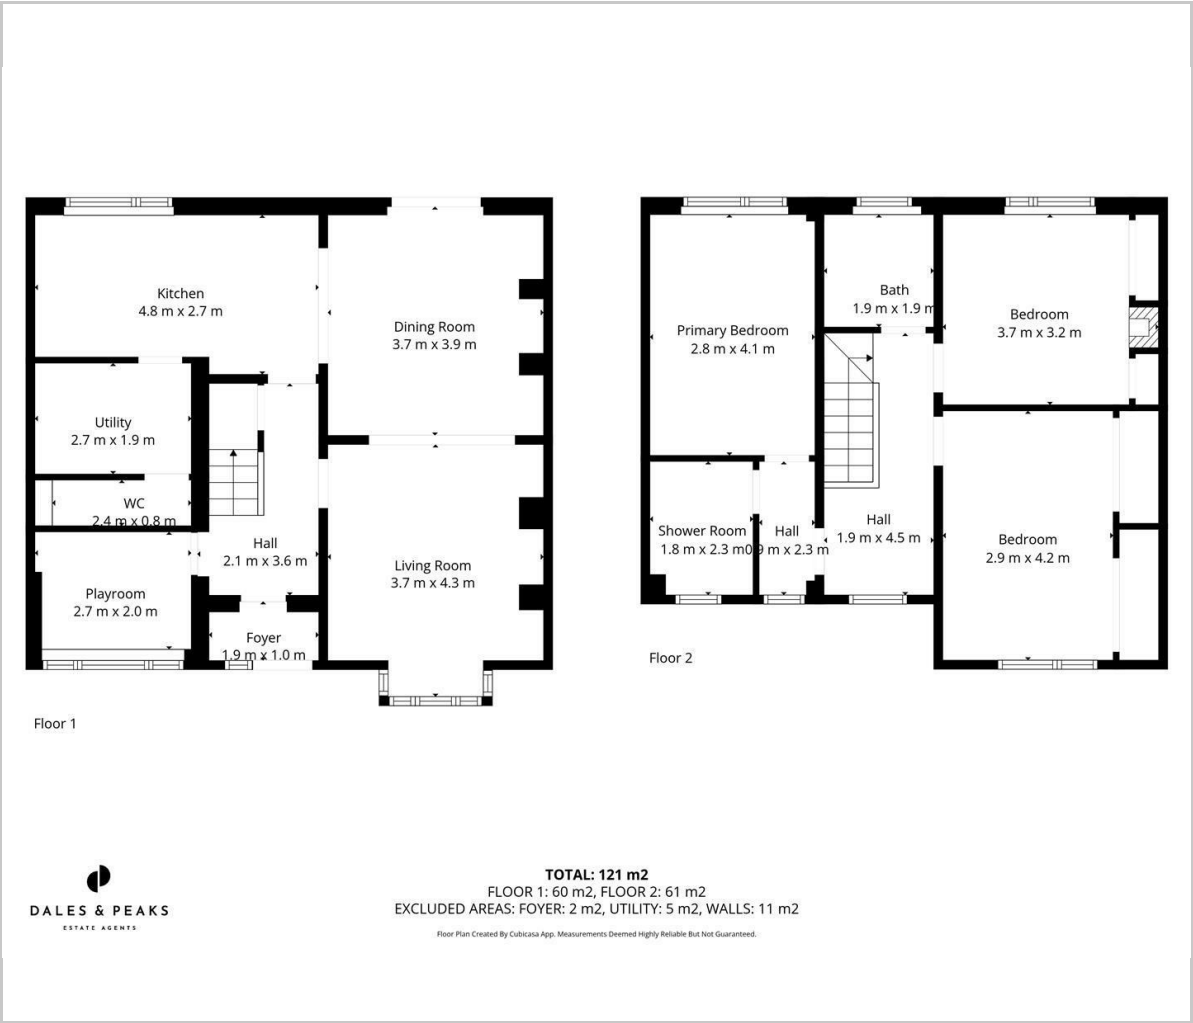 Kitchen
4.8 m x 2.7 m
Dining Room
3.7 m x 3.9 m
Utility
2.7 m x 1.9 m
WC
2.4 m x 0.8 m
Hall
2.1 m x 3.6 m
Living Room
3.7 m x 4.3 m
Playroom
2.7 m x 2.0 m
Foyer
1.9 m x 1.0 m
Floor 1
Primary Bedroom
2.8 m x 4.1 m
Bath
1.9 m x 1.9 m
Bedroom
3.7 m x 3.2 m
Shower Room
1.8 m x 2.3 m
Hall
0.9 m x 2.3 m
Hall
1.9 m x 4.5 m
Bedroom
2.9 m x 4.2 m
Floor 2
DALES & PEAKS
ESTATE AGENTS
TOTAL: 121 m2
FLOOR 1: 60 m2, FLOOR 2: 61 m2
EXCLUDED AREAS: FOYER: 2 m2, UTILITY: 5 m2, WALLS: 11 m2
Floor Plan Created By Cubicasa App. Measurements Deemed Highly Reliable But Not Guaranteed.